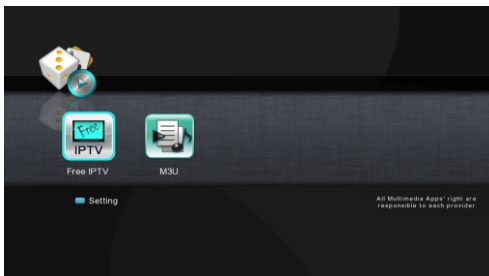 Free
IPTV
Free IPTV
M3U
Setting
All Multimedia Apps' right are
responsible to each provider